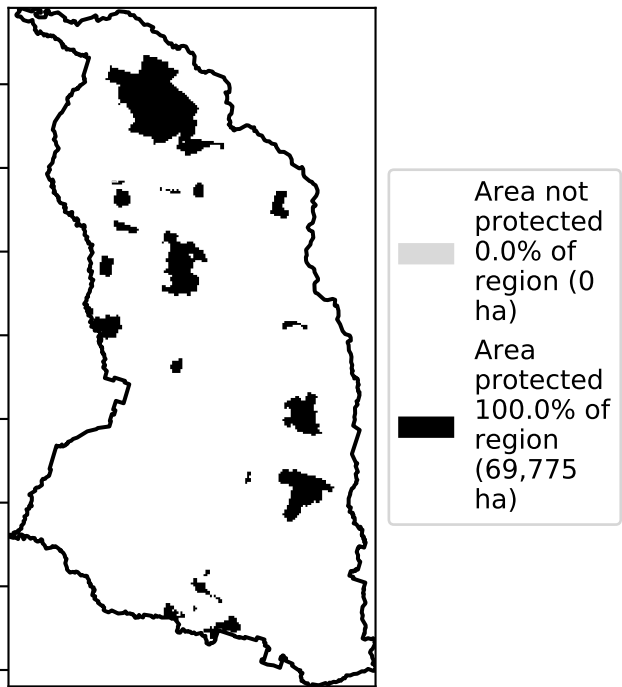 Area not
protected
0.0% of
region (0
ha)
Area
protected
100.0% of
region
(69,775
ha)